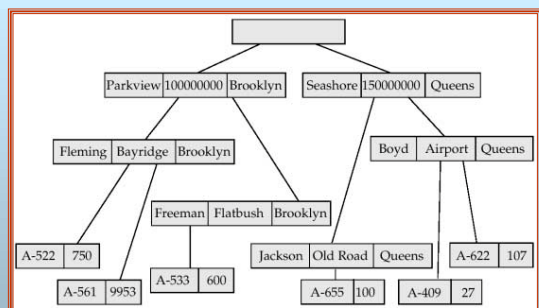 Parkview 100000000 Brooklyn
Seashore 150000000 Queens
Fleming Bayridge Brooklyn
Boyd Airport Queens
Freeman Flatbush Brooklyn
A-522 750
Jackson Old Road Queens
A-622 107
A-561 9953
A-533 600
A-655 100
A-409 27